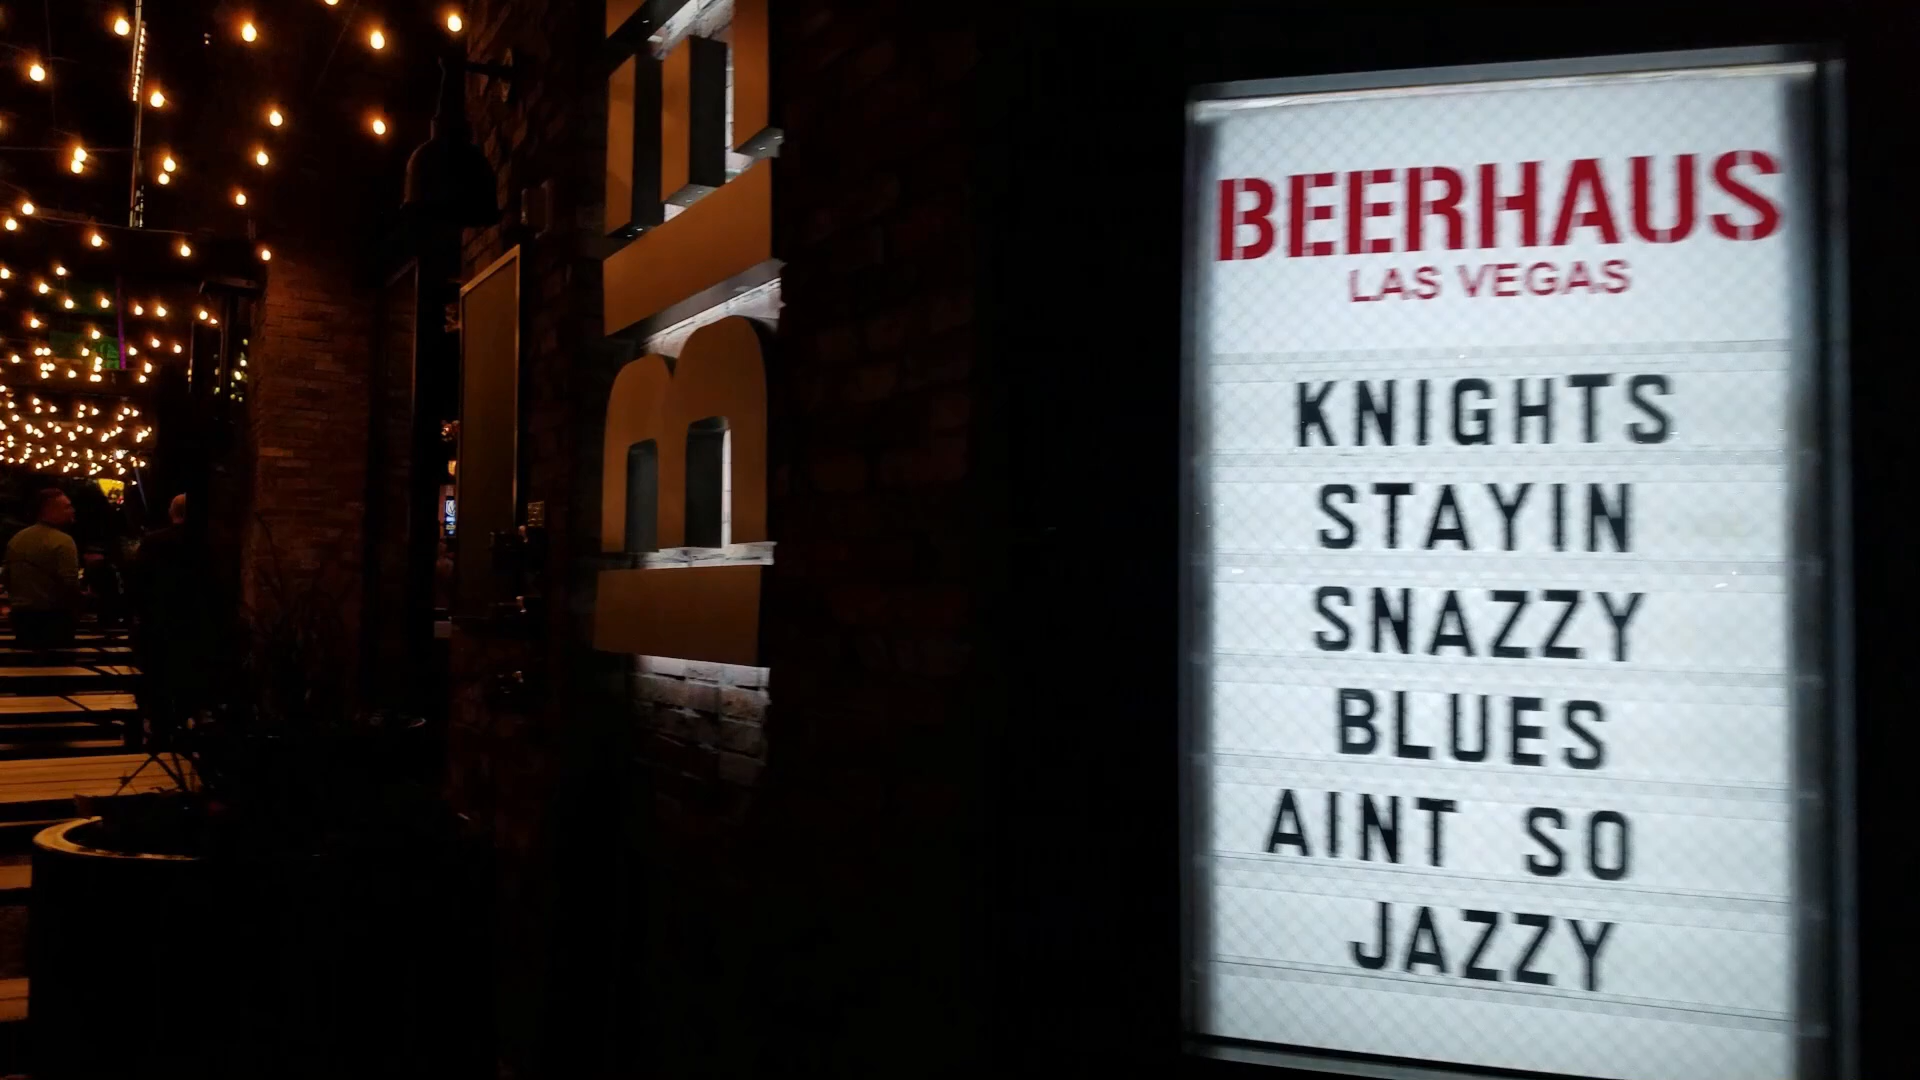 BEERHAUS
LAS VEGAS
KNIGHTS
STAYIN
SNAZZY
BLUES
AINT SO
JAZZY